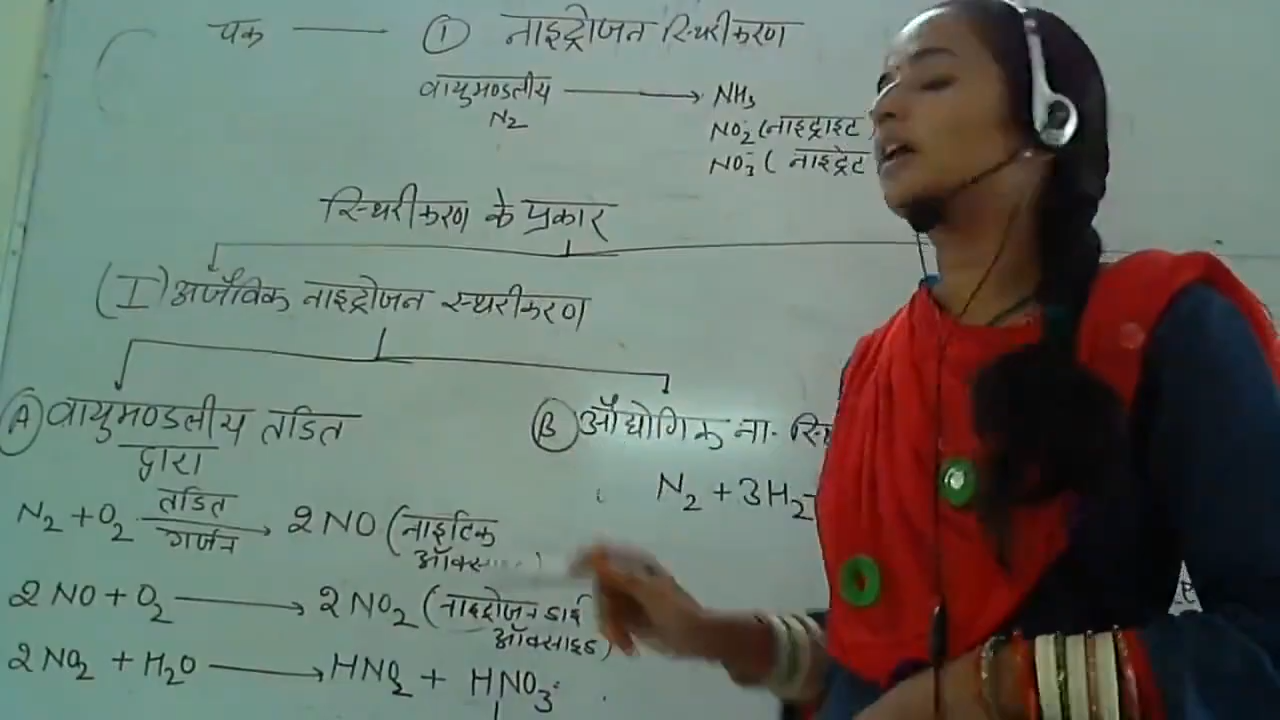 चक्र — ① नाइट्रोजन स्थिरीकरण
वायुमण्डलीय N₂ → NH₃
NO₂⁻ (नाइट्राइट
NO₃⁻ ( नाइट्रेट
स्थिरीकरण के प्रकार
(I) अजैविक नाइट्रोजन स्थरीकरण
Ⓐ वायुमण्डलीय तडित द्वारा
N₂ + O₂ तडित गर्जन → 2NO (नाइट्रिक
2NO + O₂ → 2NO₂ (नाइट्रोजन डाई ऑक्साइड)
2NO₂ + H₂O → HNO₂ + HNO₃
Ⓑ औद्योगिक ना.
N₂ + 3H₂